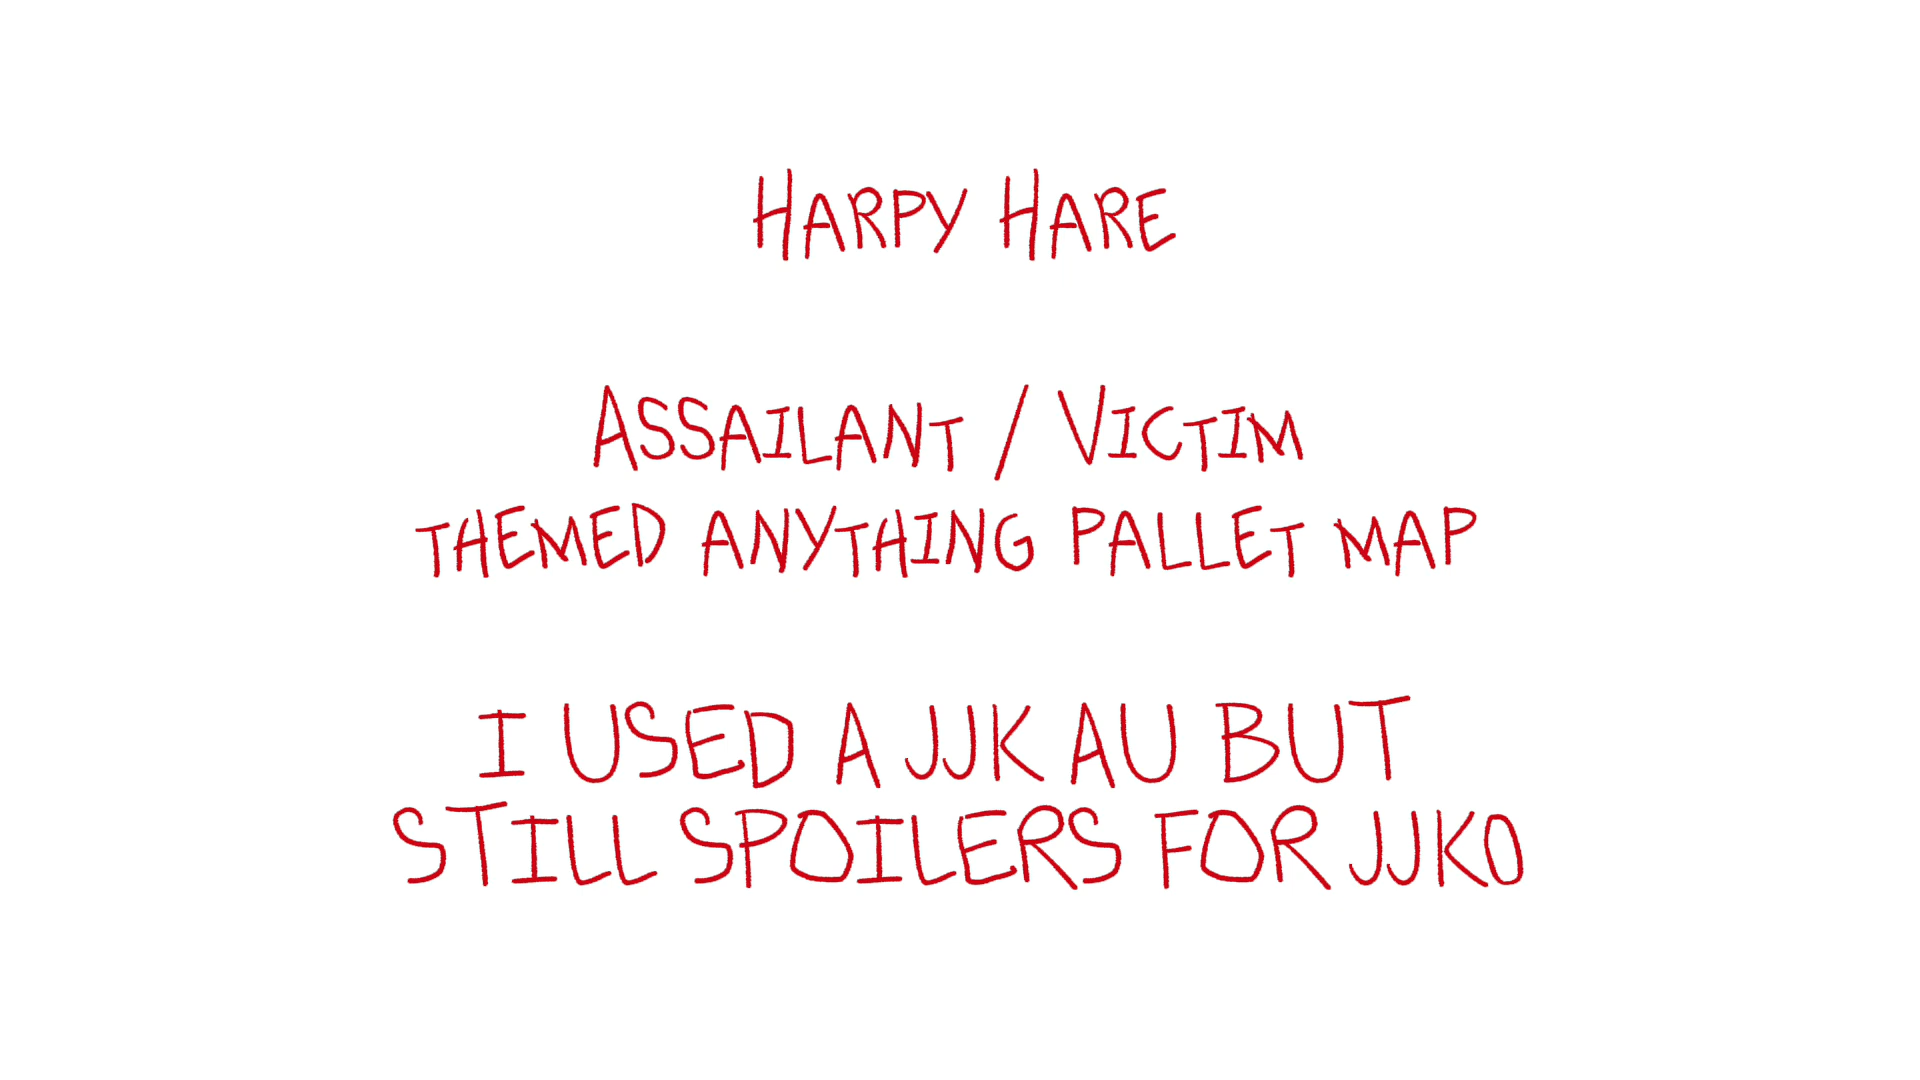 HARPY HARE
ASSAILANT / VICTIM
THEMED ANYTHING PALLET MAP
I USED A JJK AU BUT
STILL SPOILERS FOR JJK0